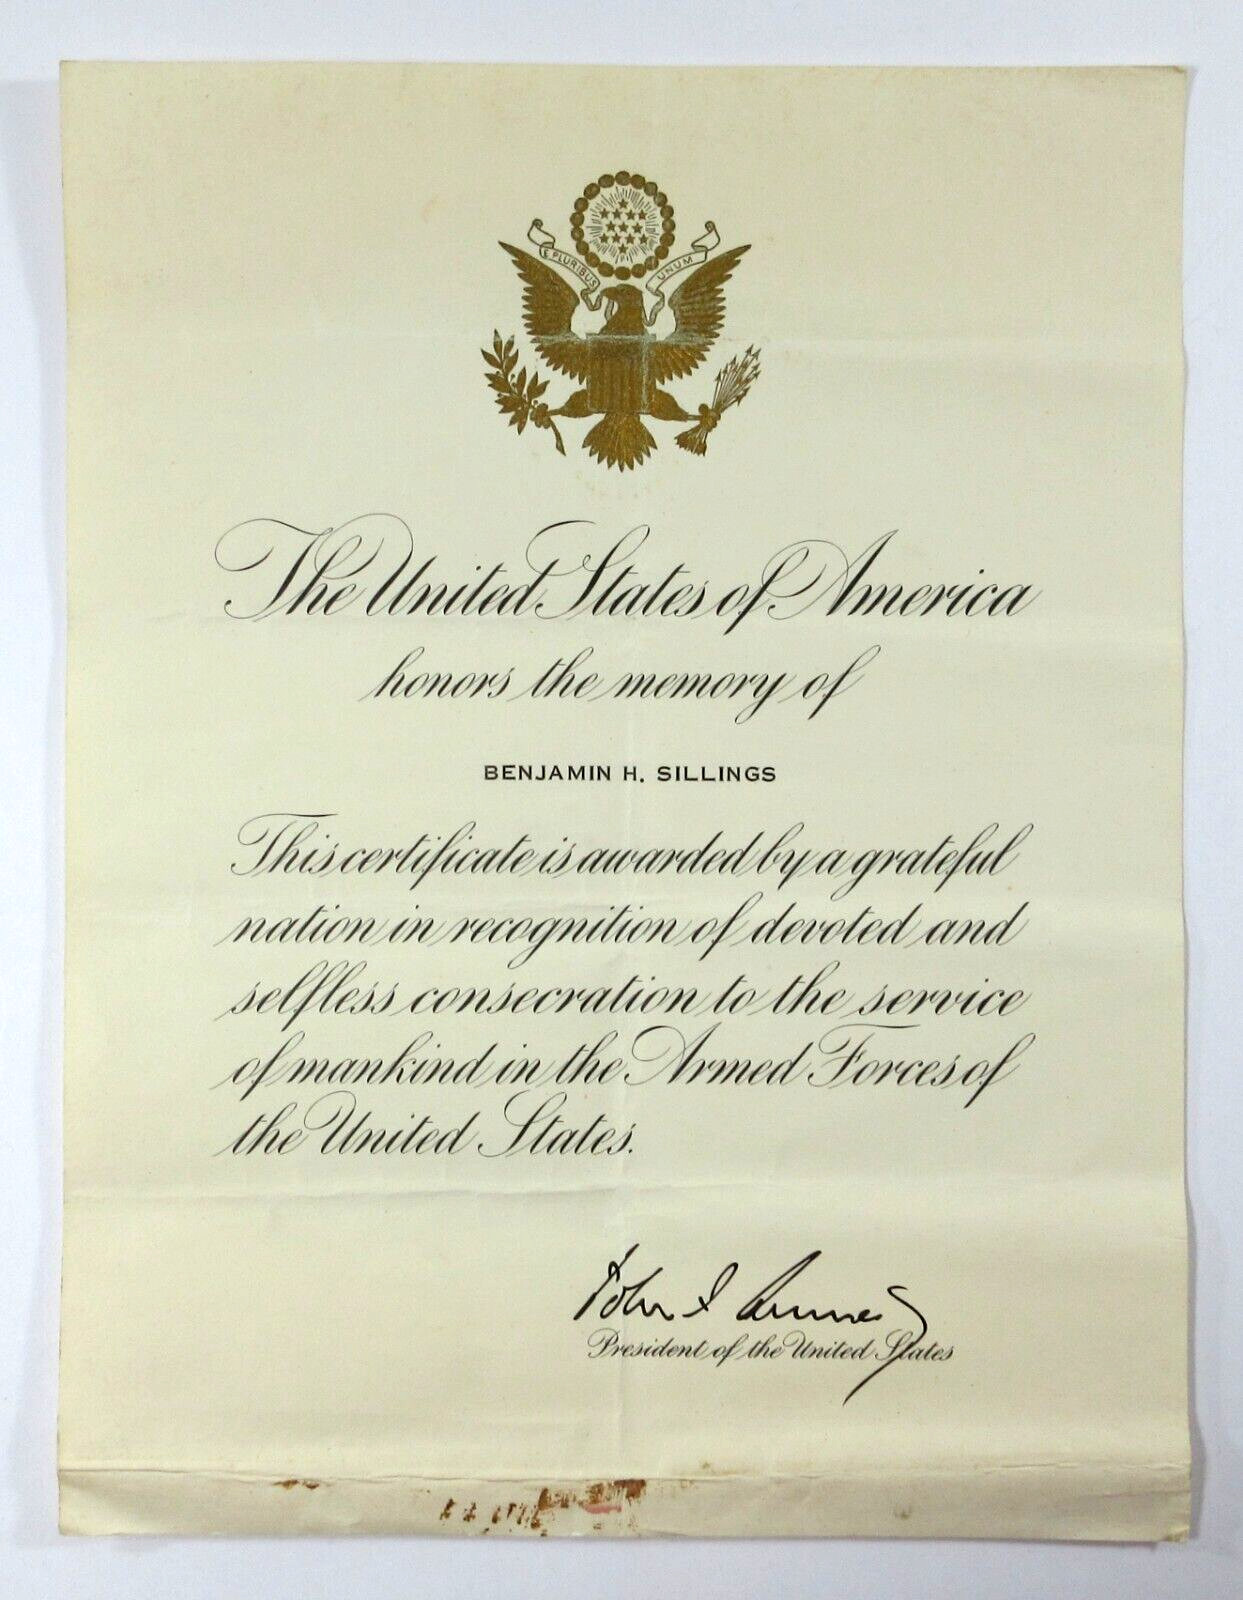 E PLURIBUS UNUM
The United States of America
honors the memory of
BENJAMIN H. SILLINGS
This certificate is awarded by a grateful
nation in recognition of devoted and
selfless consecration to the service
of mankind in the Armed Forces of
the United States.
President of the United States